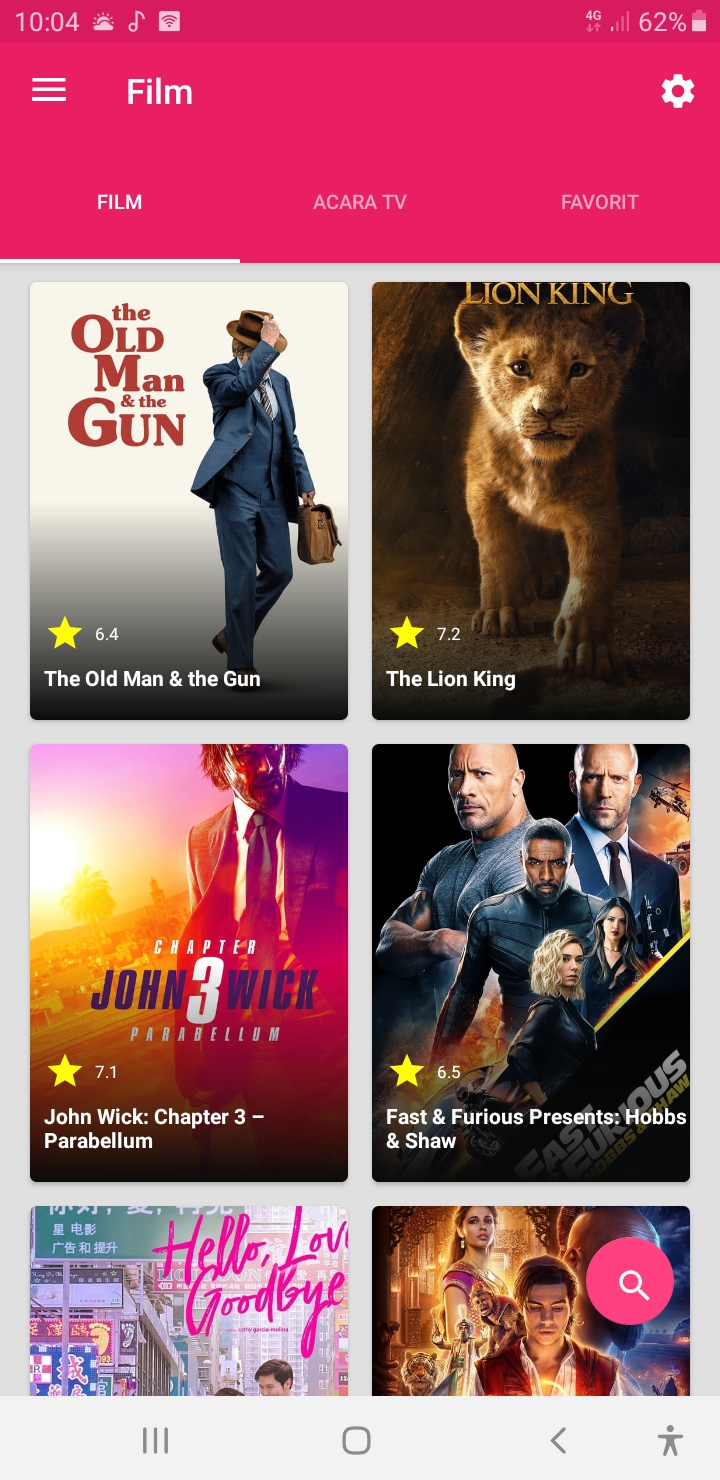 10:04
4G
62%
Film
FILM
ACARA TV
FAVORIT
the
OLD
MAN
& the
GUN
6.4
The Old Man & the Gun
LION KING
7.2
The Lion King
CHAPTER
JOHN 3 WICK
PARABELLUM
7.1
John Wick: Chapter 3 –
Parabellum
FAST
FURIOUS
HOBBS & SHAW
6.5
Fast & Furious Presents: Hobbs
& Shaw
星 电影
广告和提升
Hello, Love
Goodbye
cathy garcia-molina